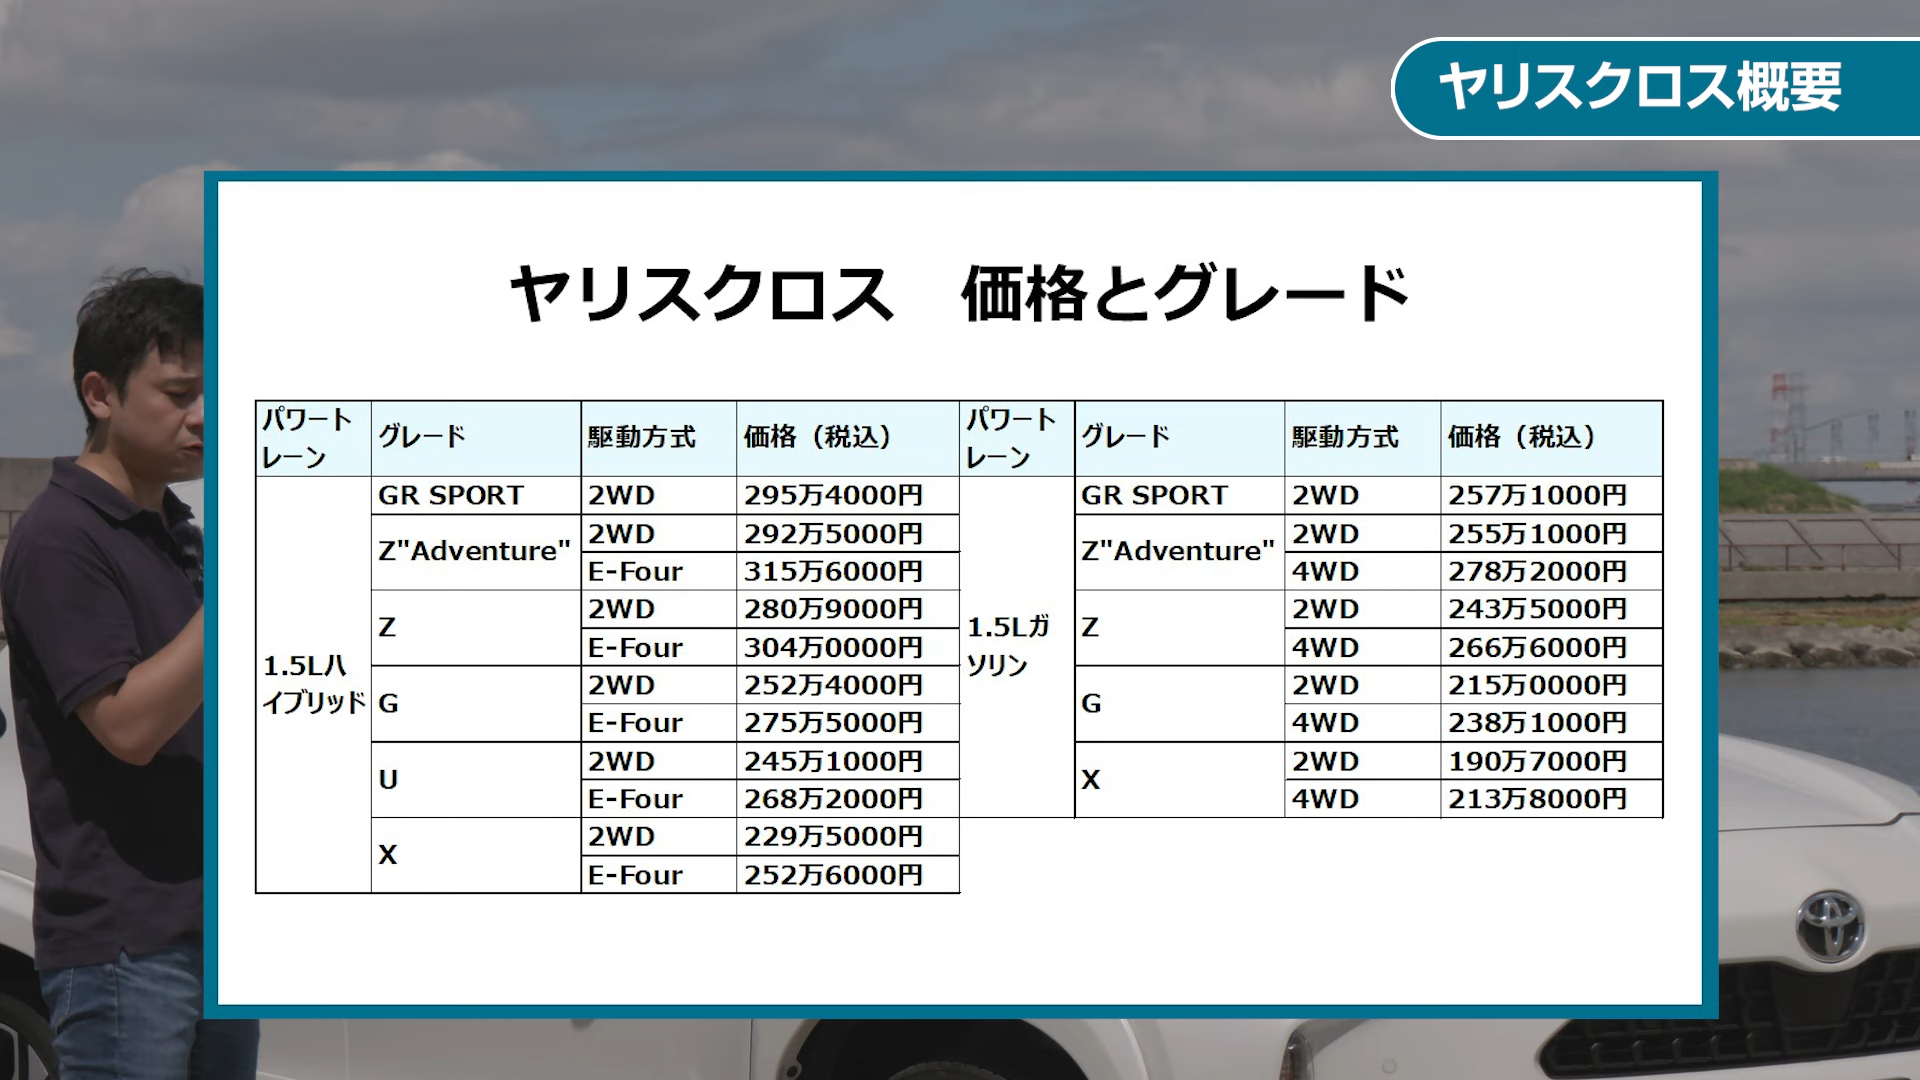 ヤリスクロス概要
ヤリスクロス　価格とグレード
パワートレーン グレード 駆動方式 価格（税込） パワートレーン グレード 駆動方式 価格（税込）
1.5Lハイブリッド GR SPORT 2WD 295万4000円 1.5Lガソリン GR SPORT 2WD 257万1000円
Z"Adventure" 2WD 292万5000円 Z"Adventure" 2WD 255万1000円
E-Four 315万6000円 4WD 278万2000円
Z 2WD 280万9000円 Z 2WD 243万5000円
E-Four 304万0000円 4WD 266万6000円
G 2WD 252万4000円 G 2WD 215万0000円
E-Four 275万5000円 4WD 238万1000円
U 2WD 245万1000円 X 2WD 190万7000円
E-Four 268万2000円 4WD 213万8000円
X 2WD 229万5000円
E-Four 252万6000円